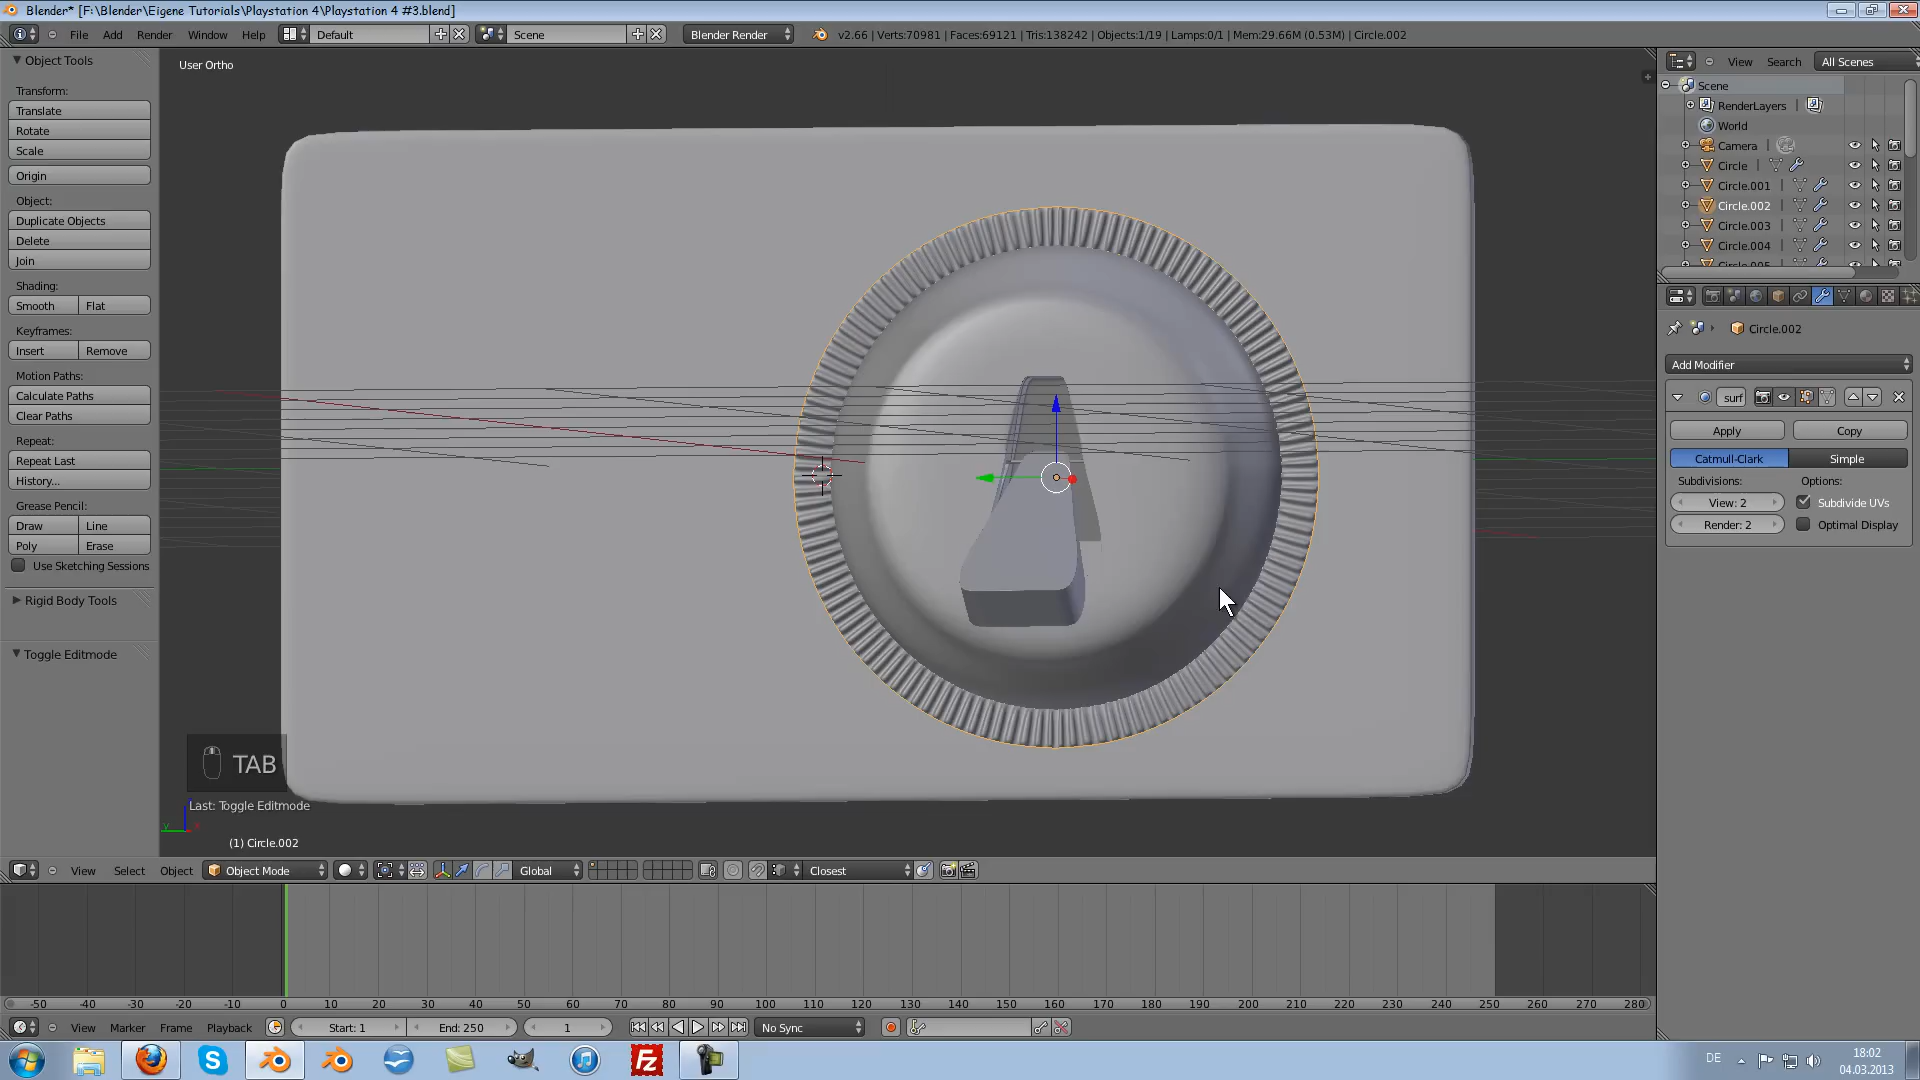 Blender* [F:\Blender\Eigene Tutorials\Playstation 4\Playstation 4 #3.blend]
File Add Render Window Help Default Scene Blender Render v2.66 | Verts:70981 | Faces:69121 | Tris:138242 | Objects:1/19 | Lamps:0/1 | Mem:29.66M (0.53M) | Circle.002
Object Tools
Transform:
Translate
Rotate
Scale
Origin
Object:
Duplicate Objects
Delete
Join
Shading:
Smooth Flat
Keyframes:
Insert Remove
Motion Paths:
Calculate Paths
Clear Paths
Repeat:
Repeat Last
History...
Grease Pencil:
Draw Line
Poly Erase
Use Sketching Sessions
Rigid Body Tools
Toggle Editmode
User Ortho
TAB
Last: Toggle Editmode
y x
(1) Circle.002
View Search All Scenes
Scene
RenderLayers
World
Camera
Circle
Circle.001
Circle.002
Circle.003
Circle.004
Circle.005
Circle.002
Add Modifier
surf
Apply Copy
Catmull-Clark Simple
Subdivisions: Options:
View: 2 Subdivide UVs
Render: 2 Optimal Display
View Select Object Object Mode Global Closest
-50 -40 -30 -20 -10 0 10 20 30 40 50 60 70 80 90 100 110 120 130 140 150 160 170 180 190 200 210 220 230 240 250 260 270 280
View Marker Frame Playback Start: 1 End: 250 1 No Sync
Fz
DE
18:02
04.03.2013